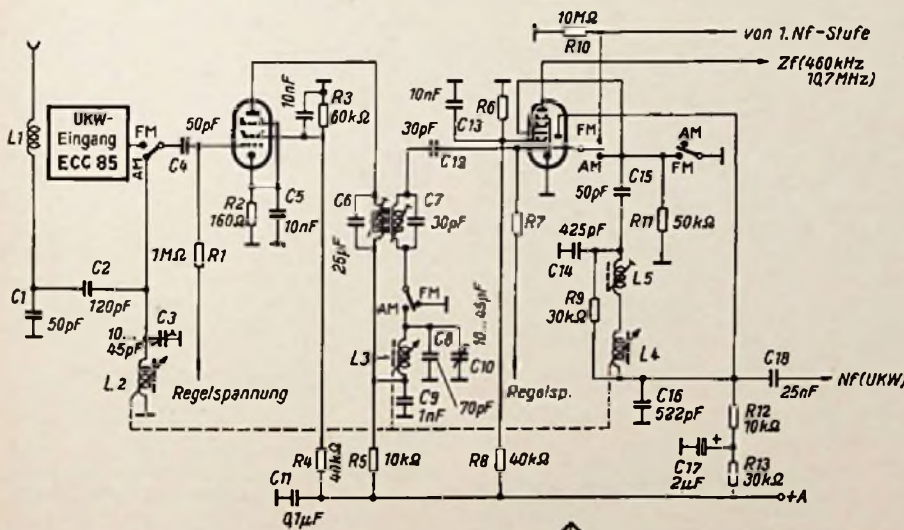 10MΩ
R10
von 1. Nf-Stufe
Zf (460kHz
10,7MHz)
L1
UKW-
Eingang
ECC 85
FM
AM
50pF
C4
10nF
R3
60kΩ
10nF
C13
R6
30pF
C12
FM
AM
AM
FM
C15
50pF
R11
50kΩ
R2
160Ω
C5
10nF
C6
25pF
C7
30pF
R7
1MΩ
R1
425pF
C14
L5
R9
30kΩ
C2
120pF
C1
50pF
10...
45pF
C3
L2
FM
AM
L3
C8
70pF
10...45pF
C10
C9
1nF
L4
Regelspannung
Regelsp.
C16
522pF
C18
25nF
Nf(UKW)
R12
10kΩ
R4
40kΩ
R5
10kΩ
R8
40kΩ
C17
2µF
+
R13
30kΩ
C11
0,1µF
+A